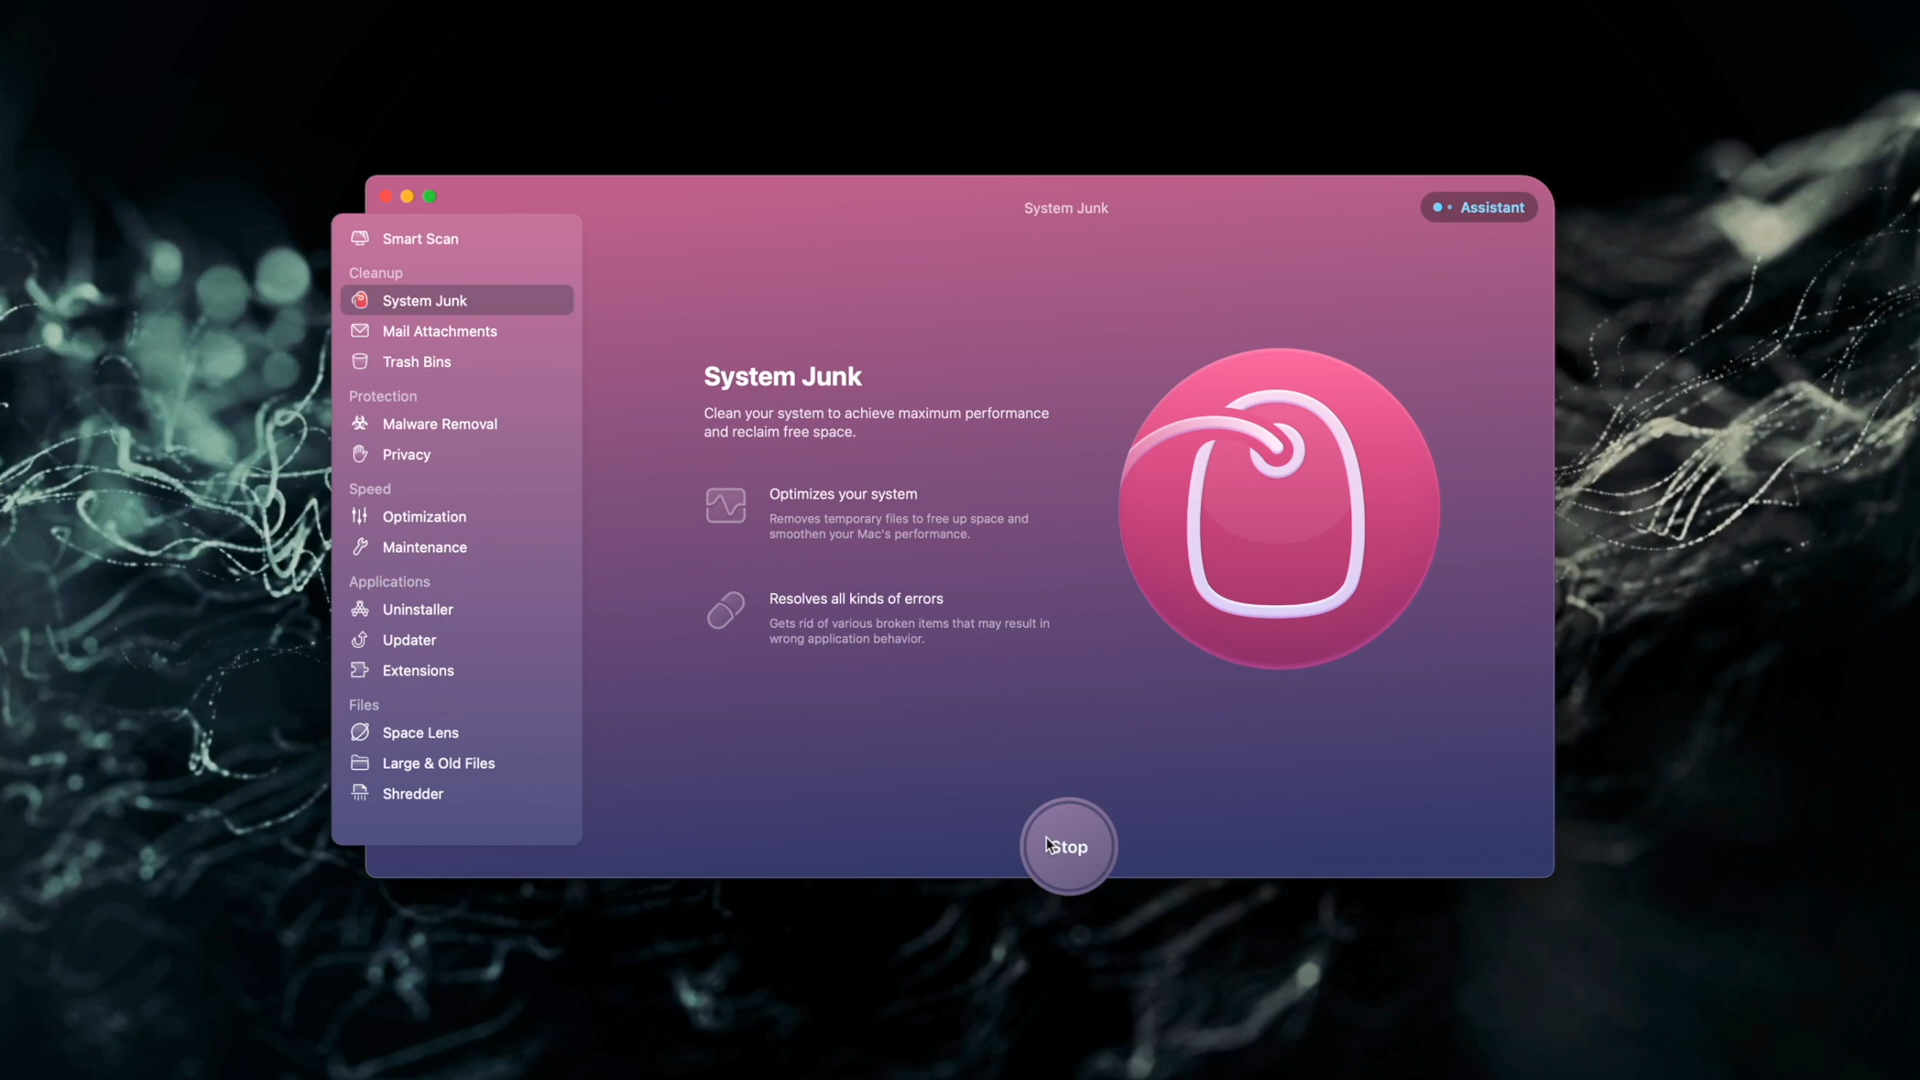 System Junk
Assistant
Smart Scan
Cleanup
System Junk
Mail Attachments
Trash Bins
Protection
Malware Removal
Privacy
Speed
Optimization
Maintenance
Applications
Uninstaller
Updater
Extensions
Files
Space Lens
Large & Old Files
Shredder
System Junk
Clean your system to achieve maximum performance
and reclaim free space.
Optimizes your system
Removes temporary files to free up space and
smoothen your Mac's performance.
Resolves all kinds of errors
Gets rid of various broken items that may result in
wrong application behavior.
Stop